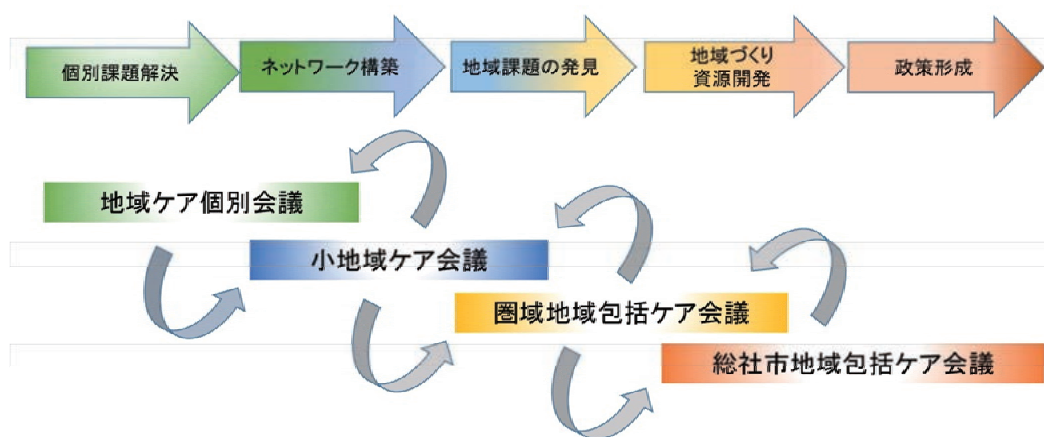 個別課題解決
ネットワーク構築
地域課題の発見
地域づくり
資源開発
政策形成
地域ケア個別会議
小地域ケア会議
圏域地域包括ケア会議
総社市地域包括ケア会議